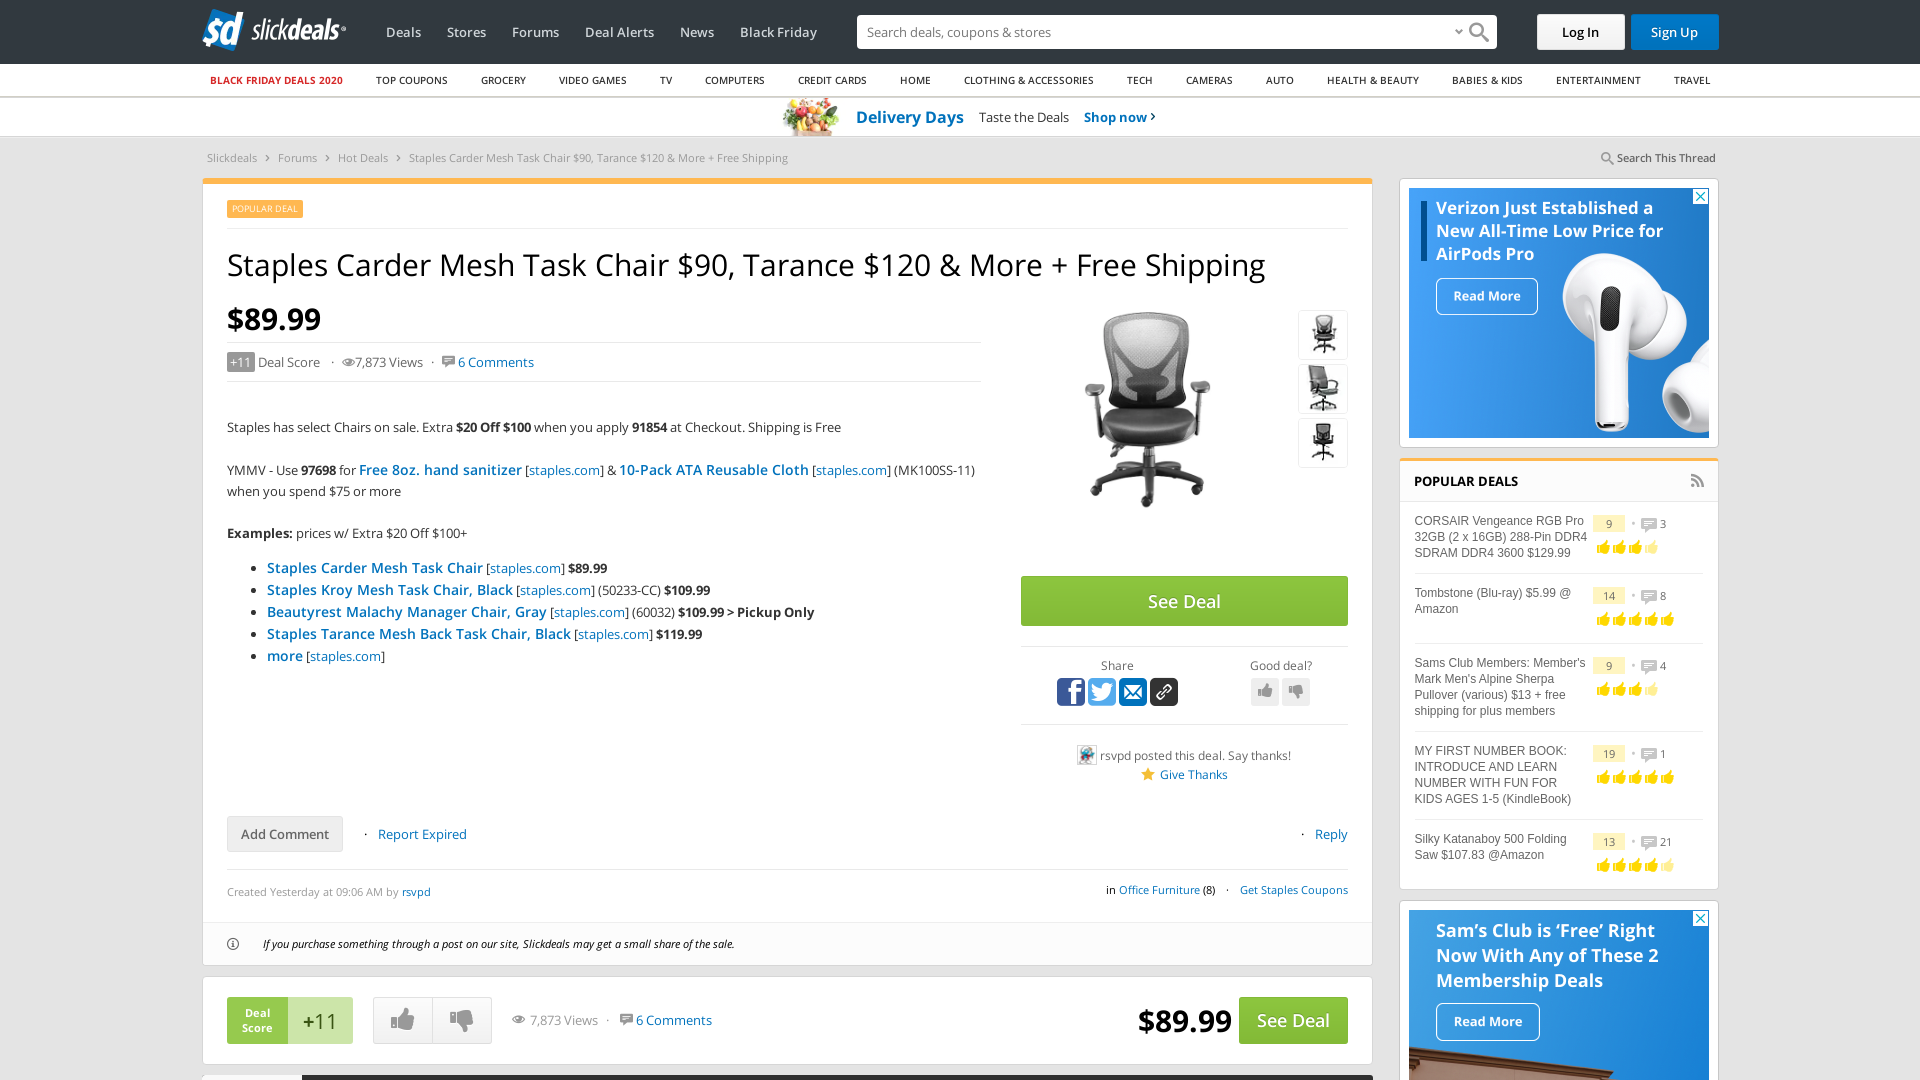 sd slickdeals
Deals Stores Forums Deal Alerts News Black Friday
Search deals, coupons & stores
Log In
Sign Up
BLACK FRIDAY DEALS 2020 TOP COUPONS GROCERY VIDEO GAMES TV COMPUTERS CREDIT CARDS HOME CLOTHING & ACCESSORIES TECH CAMERAS AUTO HEALTH & BEAUTY BABIES & KIDS ENTERTAINMENT TRAVEL
Delivery Days Taste the Deals Shop now ›
Slickdeals › Forums › Hot Deals › Staples Carder Mesh Task Chair $90, Tarance $120 & More + Free Shipping
Search This Thread
POPULAR DEAL
Staples Carder Mesh Task Chair $90, Tarance $120 & More + Free Shipping
$89.99
+11 Deal Score · 7,873 Views · 6 Comments
Staples has select Chairs on sale. Extra $20 Off $100 when you apply 91854 at Checkout. Shipping is Free
YMMV - Use 97698 for Free 8oz. hand sanitizer [staples.com] & 10-Pack ATA Reusable Cloth [staples.com] (MK100SS-11)
when you spend $75 or more
Examples: prices w/ Extra $20 Off $100+
• Staples Carder Mesh Task Chair [staples.com] $89.99
• Staples Kroy Mesh Task Chair, Black [staples.com] (50233-CC) $109.99
• Beautyrest Malachy Manager Chair, Gray [staples.com] (60032) $109.99 > Pickup Only
• Staples Tarance Mesh Back Task Chair, Black [staples.com] $119.99
• more [staples.com]
See Deal
Share
Good deal?
rsvpd posted this deal. Say thanks!
Give Thanks
Add Comment · Report Expired
· Reply
Created Yesterday at 09:06 AM by rsvpd
in Office Furniture (8) · Get Staples Coupons
If you purchase something through a post on our site, Slickdeals may get a small share of the sale.
Deal
Score
+11
7,873 Views · 6 Comments
$89.99
See Deal
Verizon Just Established a
New All-Time Low Price for
AirPods Pro
Read More
POPULAR DEALS
CORSAIR Vengeance RGB Pro
32GB (2 x 16GB) 288-Pin DDR4
SDRAM DDR4 3600 $129.99
9 • 3
Tombstone (Blu-ray) $5.99 @
Amazon
14 • 8
Sams Club Members: Member's
Mark Men's Alpine Sherpa
Pullover (various) $13 + free
shipping for plus members
9 • 4
MY FIRST NUMBER BOOK:
INTRODUCE AND LEARN
NUMBER WITH FUN FOR
KIDS AGES 1-5 (KindleBook)
19 • 1
Silky Katanaboy 500 Folding
Saw $107.83 @Amazon
13 • 21
Sam's Club is 'Free' Right
Now With Any of These 2
Membership Deals
Read More